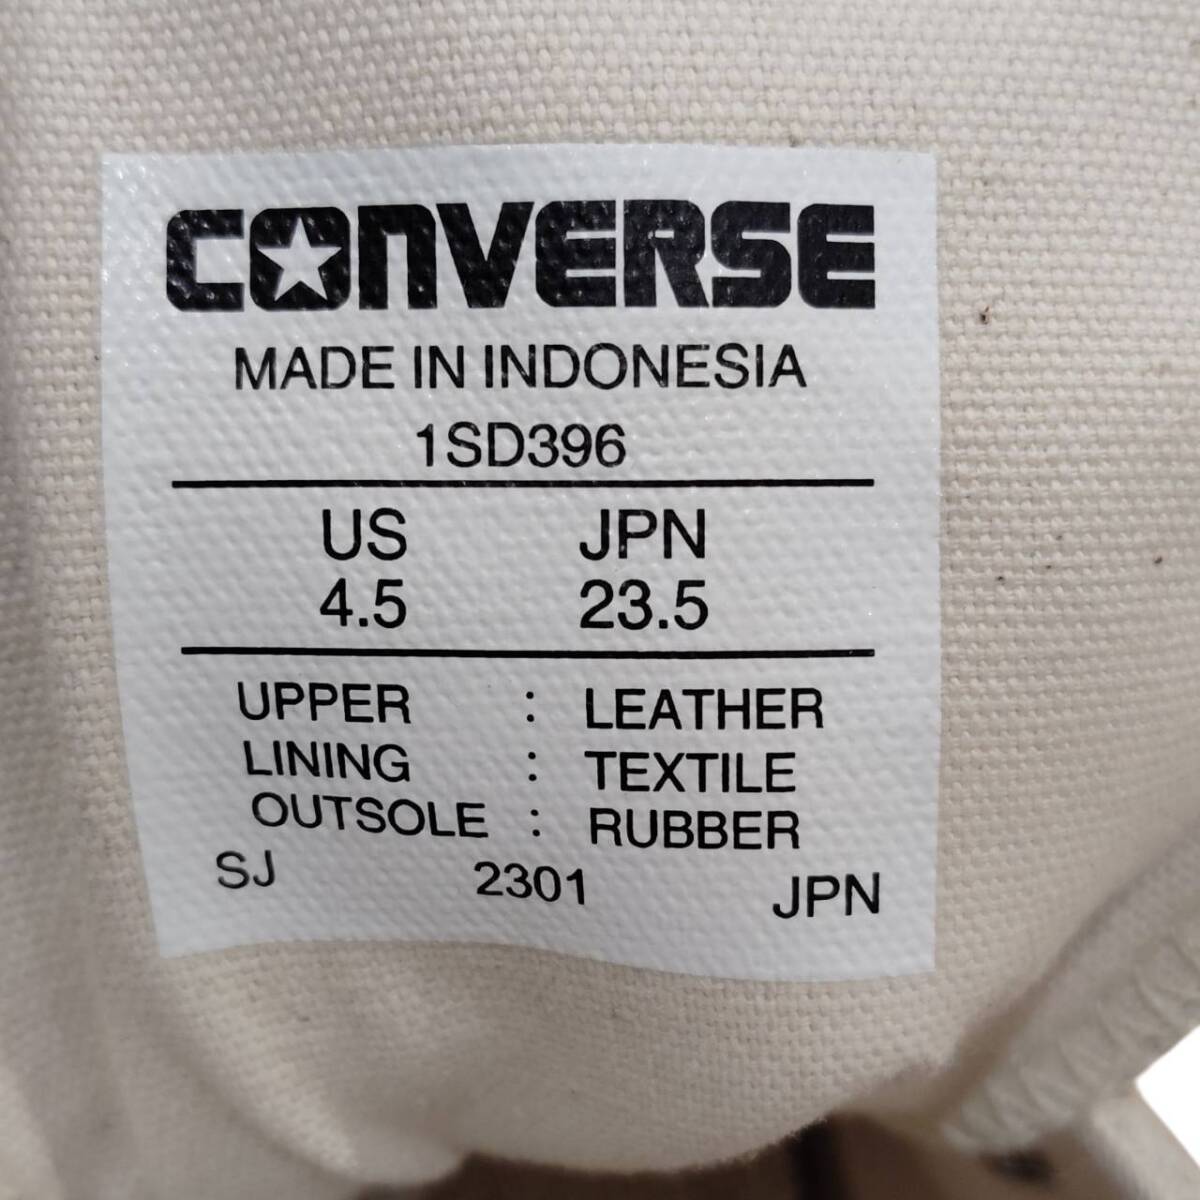 CONVERSE
MADE IN INDONESIA
1SD396
US JPN
4.5 23.5
UPPER : LEATHER
LINING : TEXTILE
OUTSOLE : RUBBER
SJ 2301 JPN